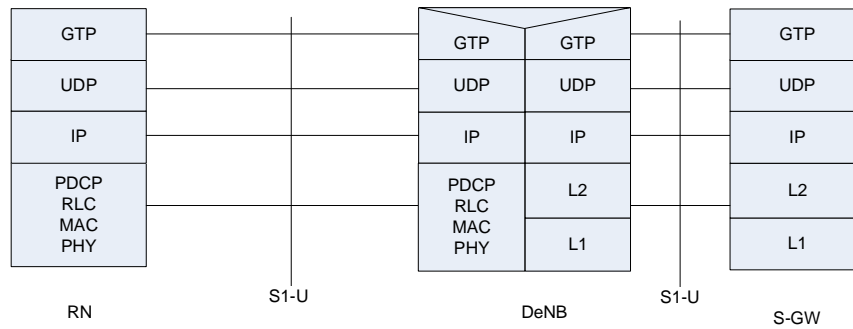 GTP
UDP
IP
PDCP
RLC
MAC
PHY
RN
S1-U
GTP
GTP
UDP
UDP
IP
IP
PDCP
RLC
MAC
PHY
L2
L1
DeNB
S1-U
GTP
UDP
IP
L2
L1
S-GW